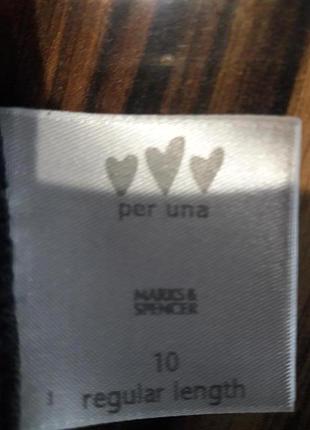 per una
MARKS &
SPENCER
10
regular length